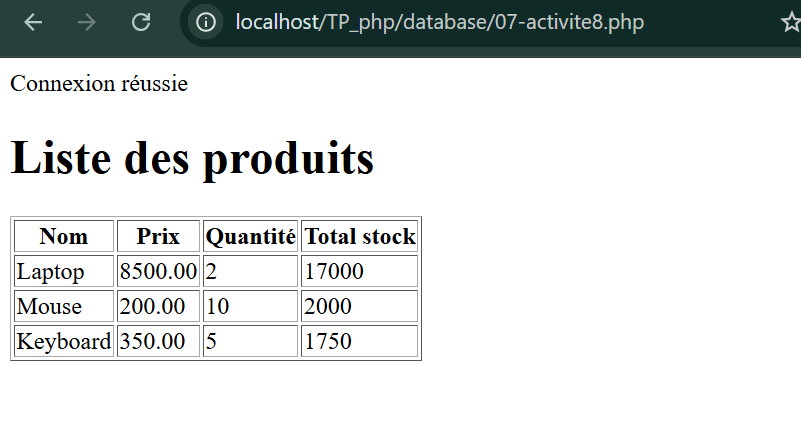 localhost/TP_php/database/07-activite8.php
Connexion réussie
Liste des produits
Nom Prix Quantité Total stock
Laptop 8500.00 2 17000
Mouse 200.00 10 2000
Keyboard 350.00 5 1750